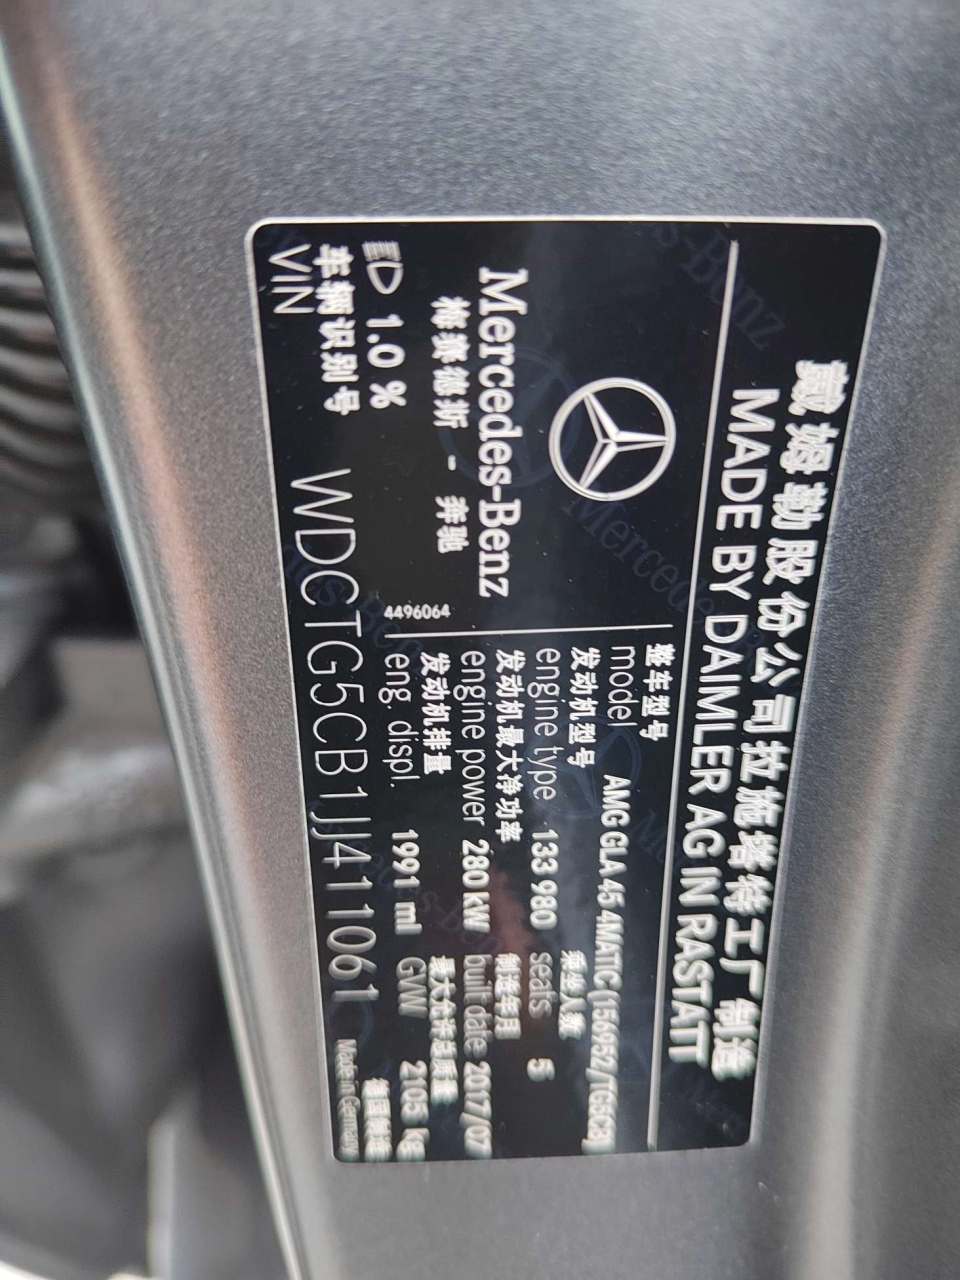 戴姆勒股份公司拉施塔特工厂制造
MADE BY DAIMLER AG IN RASTATT
Mercedes-Benz
梅赛德斯 - 奔驰
4496064
整车型号
model AMG GLA 45 4MATIC (156952/TG5CB)
发动机型号 乘坐人数
engine type 133 980 seats 5
发动机最大净功率 制造年月
engine power 280 kW built date 2017/07
发动机排量 最大允许总质量
eng. displ. 1991 ml GVW 2105 kg
1.0 %
车辆识别号 德国制造
VIN WDCTG5CB1JJ411061 Made in Germany